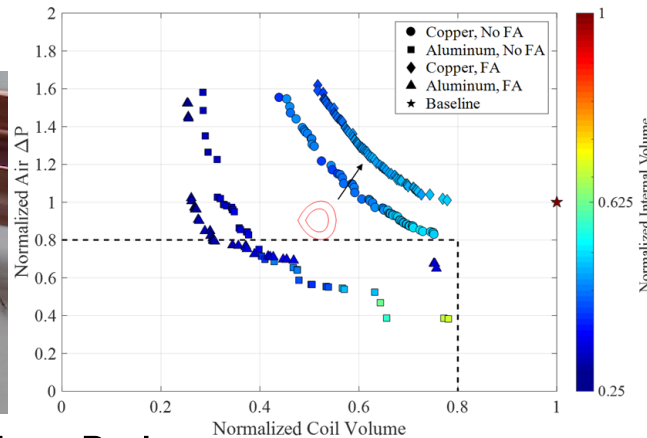 2
1.8
1.6
1.4
1.2
1
0.8
0.6
0.4
0.2
0
Normalized Air ΔP
0 0.2 0.4 0.6 0.8 1
Normalized Coil Volume
Copper, No FA
Aluminum, No FA
Copper, FA
Aluminum, FA
Baseline
1
0.625
0.25
Normalized Internal Volume